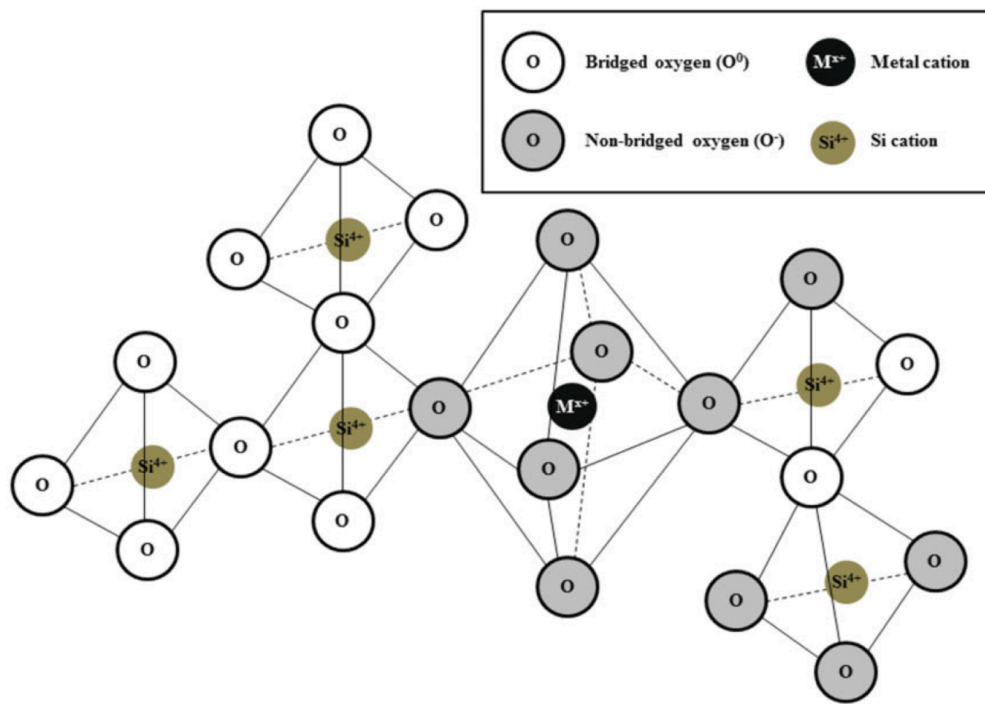 O Bridged oxygen (O⁰)
Mˣ⁺ Metal cation
O Non-bridged oxygen (O⁻)
Si⁴⁺ Si cation
O
O
Si⁴⁺
O
O
O
O
O
O
O
Si⁴⁺
O
Mˣ⁺
O
Si⁴⁺
O
Si⁴⁺
O
O
O
O
O
O
Si⁴⁺
O
O
O